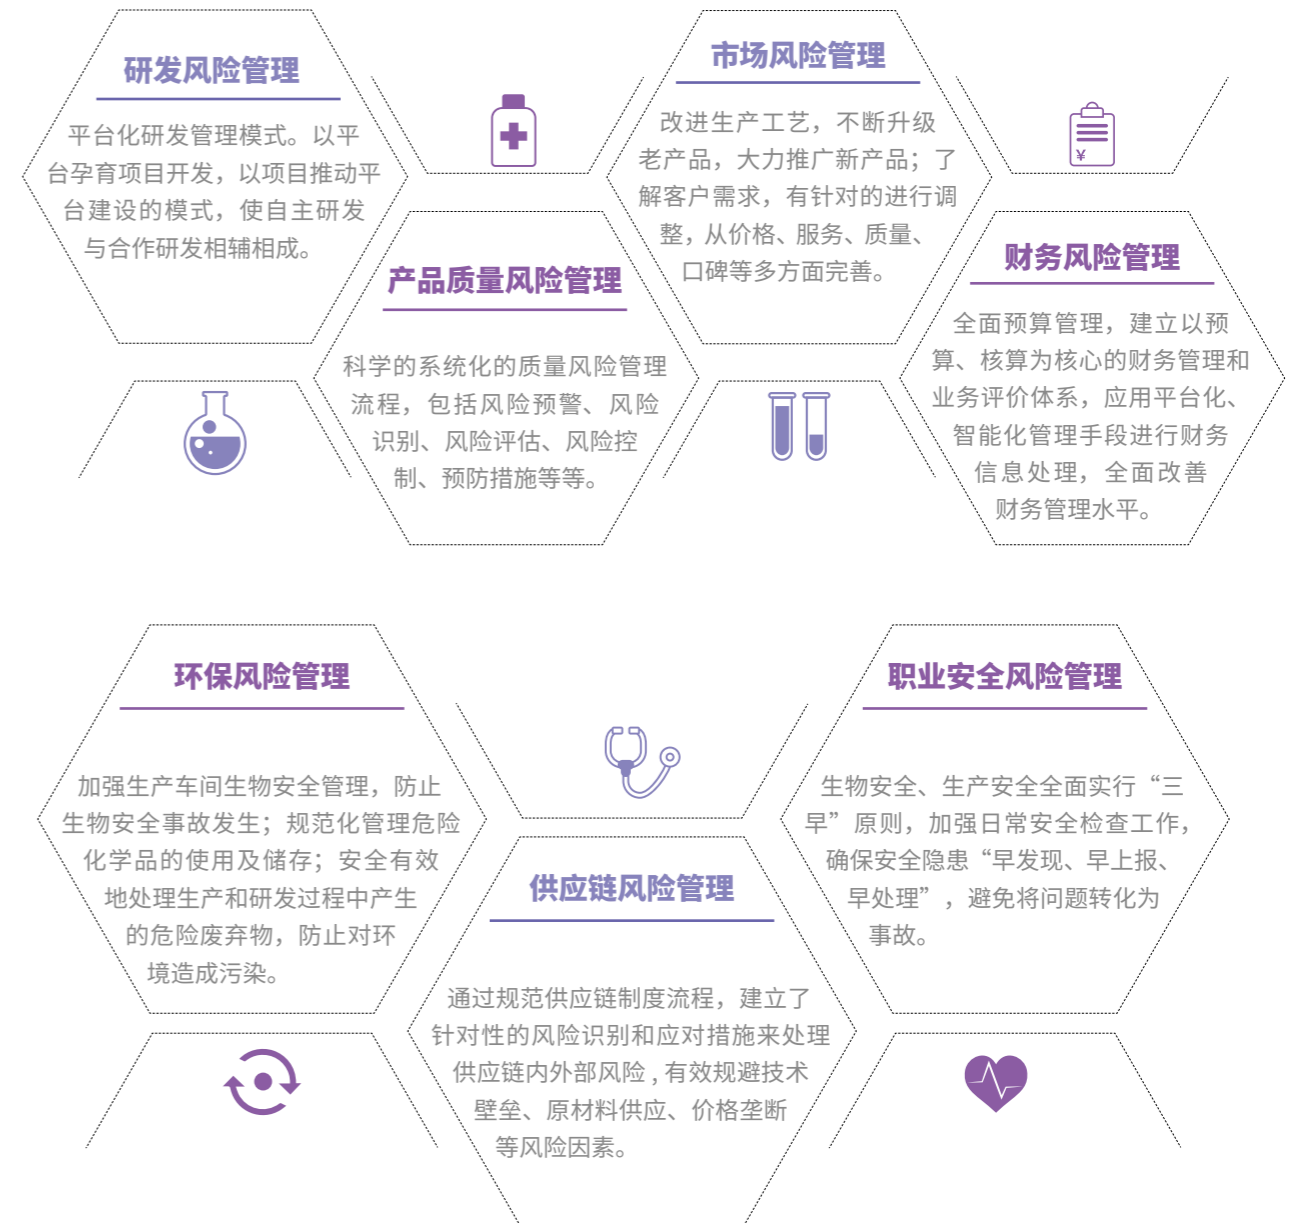 研发风险管理
平台化研发管理模式。以平
台孕育项目开发，以项目推动平
台建设的模式，使自主研发
与合作研发相辅相成。
产品质量风险管理
科学的系统化的质量风险管理
流程，包括风险预警、风险
识别、风险评估、风险控
制、预防措施等等。
市场风险管理
改进生产工艺，不断升级
老产品，大力推广新产品；了
解客户需求，有针对的进行调
整，从价格、服务、质量、
口碑等多方面完善。
¥
财务风险管理
全面预算管理，建立以预
算、核算为核心的财务管理和
业务评价体系，应用平台化、
智能化管理手段进行财务
信息处理，全面改善
财务管理水平。
环保风险管理
加强生产车间生物安全管理，防止
生物安全事故发生；规范化管理危险
化学品的使用及储存；安全有效
地处理生产和研发过程中产生
的危险废弃物，防止对环
境造成污染。
供应链风险管理
通过规范供应链制度流程，建立了
针对性的风险识别和应对措施来处理
供应链内外部风险 , 有效规避技术
壁垒、原材料供应、价格垄断
等风险因素。
职业安全风险管理
生物安全、生产安全全面实行“三
早”原则，加强日常安全检查工作，
确保安全隐患“早发现、早上报、
早处理”，避免将问题转化为
事故。